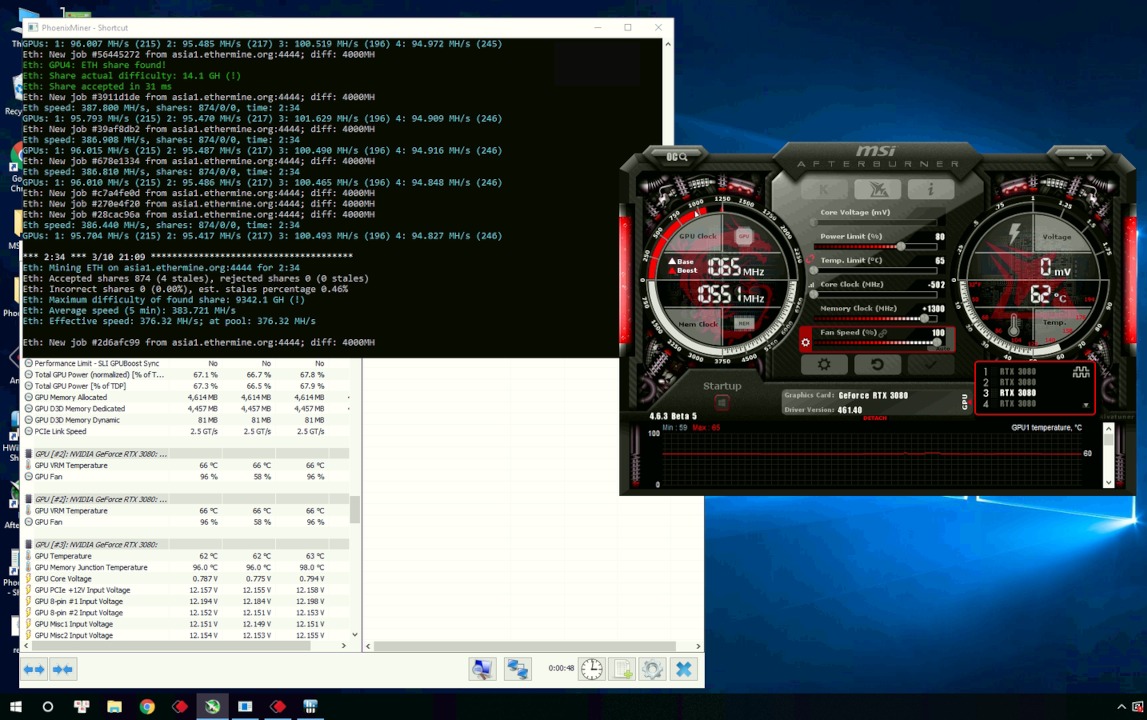 PhoenixMiner - Shortcut
GPUs: 1: 96.007 MH/s (215) 2: 95.485 MH/s (217) 3: 100.519 MH/s (196) 4: 94.972 MH/s (245)
Eth: New job #56445272 from asia1.ethermine.org:4444; diff: 4000MH
Eth: GPU4: ETH share found!
Eth: Share actual difficulty: 14.1 GH (!)
Eth: Share accepted in 31 ms
Eth: New job #3911d1de from asia1.ethermine.org:4444; diff: 4000MH
Eth speed: 387.800 MH/s, shares: 874/0/0, time: 2:34
GPUs: 1: 95.793 MH/s (215) 2: 95.470 MH/s (217) 3: 101.629 MH/s (196) 4: 94.909 MH/s (246)
Eth: New job #39af8db2 from asia1.ethermine.org:4444; diff: 4000MH
Eth speed: 386.908 MH/s, shares: 874/0/0, time: 2:34
GPUs: 1: 96.015 MH/s (215) 2: 95.487 MH/s (217) 3: 100.490 MH/s (196) 4: 94.916 MH/s (246)
Eth: New job #678e1334 from asia1.ethermine.org:4444; diff: 4000MH
Eth speed: 386.810 MH/s, shares: 874/0/0, time: 2:34
GPUs: 1: 96.010 MH/s (215) 2: 95.486 MH/s (217) 3: 100.465 MH/s (196) 4: 94.848 MH/s (246)
Eth: New job #c7a4fe0d from asia1.ethermine.org:4444; diff: 4000MH
Eth: New job #270e4f20 from asia1.ethermine.org:4444; diff: 4000MH
Eth: New job #28cac96a from asia1.ethermine.org:4444; diff: 4000MH
Eth speed: 386.440 MH/s, shares: 874/0/0, time: 2:34
GPUs: 1: 95.704 MH/s (215) 2: 95.417 MH/s (217) 3: 100.493 MH/s (196) 4: 94.827 MH/s (246)
*** 2:34 *** 3/10 21:09 **************************************
Eth: Mining ETH on asia1.ethermine.org:4444 for 2:34
Eth: Accepted shares 874 (4 stales), rejected shares 0 (0 stales)
Eth: Incorrect shares 0 (0.00%), est. stales percentage 0.46%
Eth: Maximum difficulty of found share: 9342.1 GH (!)
Eth: Average speed (5 min): 383.721 MH/s
Eth: Effective speed: 376.32 MH/s; at pool: 376.32 MH/s
Eth: New job #2d6afc99 from asia1.ethermine.org:4444; diff: 4000MH
Performance Limit - SLI GPUBoost Sync No No No
Total GPU Power (normalized) [% of T... 67.1 % 66.7 % 67.8 %
Total GPU Power [% of TDP] 67.3 % 66.5 % 67.9 %
GPU Memory Allocated 4,614 MB 4,614 MB 4,614 MB
GPU D3D Memory Dedicated 4,457 MB 4,457 MB 4,457 MB
GPU D3D Memory Dynamic 81 MB 81 MB 81 MB
PCIe Link Speed 2.5 GT/s 2.5 GT/s 2.5 GT/s
GPU [#2]: NVIDIA GeForce RTX 3080: ...
GPU VRM Temperature 66 °C 66 °C 66 °C
GPU Fan 96 % 58 % 96 %
GPU [#2]: NVIDIA GeForce RTX 3080: ...
GPU VRM Temperature 66 °C 66 °C 66 °C
GPU Fan 96 % 58 % 96 %
GPU [#3]: NVIDIA GeForce RTX 3080:
GPU Temperature 62 °C 62 °C 63 °C
GPU Memory Junction Temperature 96.0 °C 96.0 °C 98.0 °C
GPU Core Voltage 0.787 V 0.775 V 0.794 V
GPU PCIe +12V Input Voltage 12.157 V 12.155 V 12.158 V
GPU 8-pin #1 Input Voltage 12.194 V 12.184 V 12.198 V
GPU 8-pin #2 Input Voltage 12.152 V 12.151 V 12.153 V
GPU Misc1 Input Voltage 12.151 V 12.149 V 12.151 V
GPU Misc2 Input Voltage 12.154 V 12.153 V 12.155 V
0:00:48
OC
msi
AFTERBURNER
K
i
GPU Clock
GPU
Base
Boost
1065 MHz
10551 MHz
Mem Clock
MEM
0
250
500
750
1000
1250
1500
Core Voltage (mV)
Power Limit (%) 80
Temp. Limit (°C) 65
Core Clock (MHz) -502
Memory Clock (MHz) +1300
Fan Speed (%) 100
Voltage
0 mV
62 °C
Temp.
Startup
4.6.3 Beta 5
Graphics Card: GeForce RTX 3080
Driver Version: 461.40
DETACH
GPU
1 RTX 3080
2 RTX 3080
3 RTX 3080
4 RTX 3080
Min : 59 Max : 65
GPU1 temperature, °C
100
60
0